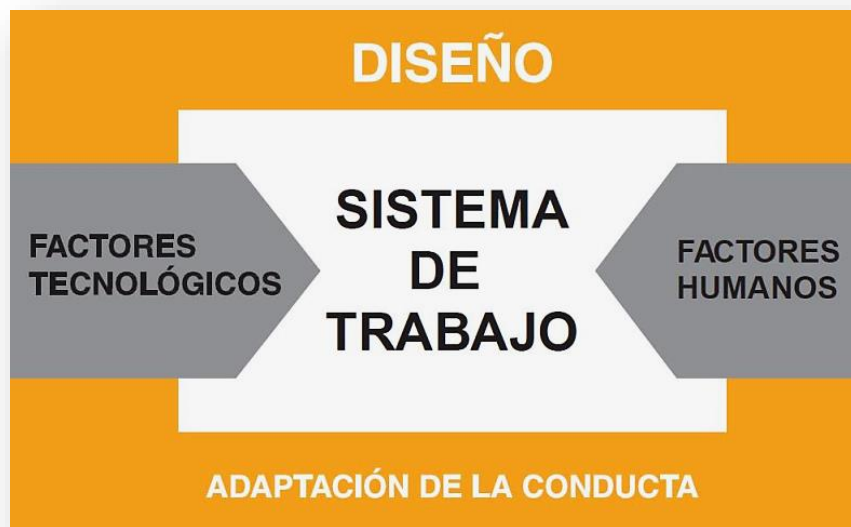 DISEÑO
FACTORES
TECNOLÓGICOS
SISTEMA
DE
TRABAJO
FACTORES
HUMANOS
ADAPTACIÓN DE LA CONDUCTA